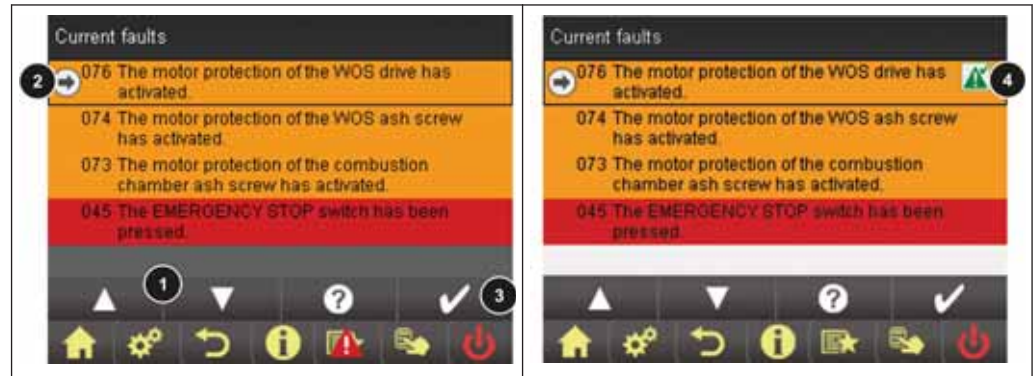 Current faults
2
076 The motor protection of the WOS drive has
activated.
074 The motor protection of the WOS ash screw
has activated.
073 The motor protection of the combustion
chamber ash screw has activated.
045 The EMERGENCY STOP switch has been
pressed.
1
?
3
i
!
Current faults
076 The motor protection of the WOS drive has
activated.
4
074 The motor protection of the WOS ash screw
has activated.
073 The motor protection of the combustion
chamber ash screw has activated.
045 The EMERGENCY STOP switch has been
pressed.
?
i